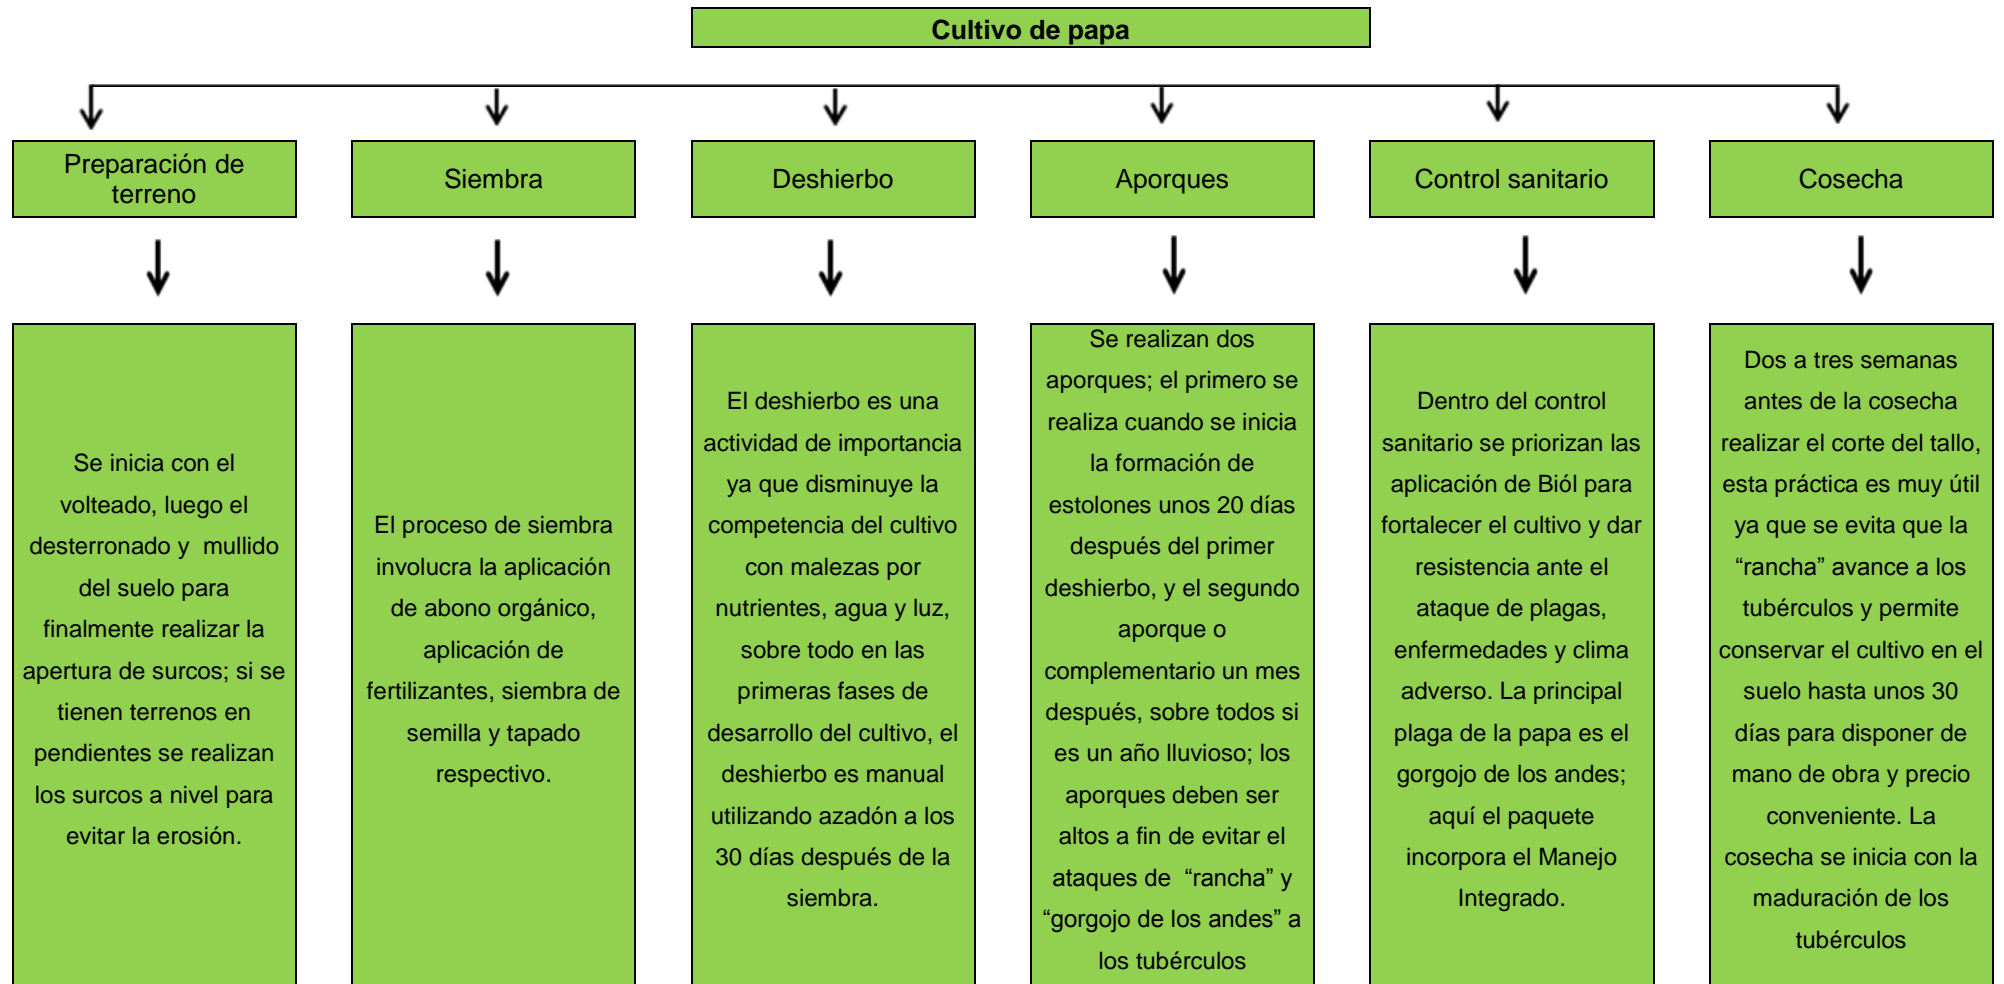 Cultivo de papa
Preparación de
terreno
Siembra
Deshierbo
Aporques
Control sanitario
Cosecha
Se inicia con el
volteado, luego el
desterronado y  mullido
del suelo para
finalmente realizar la
apertura de surcos; si se
tienen terrenos en
pendientes se realizan
los surcos a nivel para
evitar la erosión.
El proceso de siembra
involucra la aplicación
de abono orgánico,
aplicación de
fertilizantes, siembra de
semilla y tapado
respectivo.
El deshierbo es una
actividad de importancia
ya que disminuye la
competencia del cultivo
con malezas por
nutrientes, agua y luz,
sobre todo en las
primeras fases de
desarrollo del cultivo, el
deshierbo es manual
utilizando azadón a los
30 días después de la
siembra.
Se realizan dos
aporques; el primero se
realiza cuando se inicia
la formación de
estolones unos 20 días
después del primer
deshierbo, y el segundo
aporque o
complementario un mes
después, sobre todos si
es un año lluvioso; los
aporques deben ser
altos a fin de evitar el
ataques de  “rancha” y
“gorgojo de los andes” a
los tubérculos
Dentro del control
sanitario se priorizan las
aplicación de Biól para
fortalecer el cultivo y dar
resistencia ante el
ataque de plagas,
enfermedades y clima
adverso. La principal
plaga de la papa es el
gorgojo de los andes;
aquí el paquete
incorpora el Manejo
Integrado.
Dos a tres semanas
antes de la cosecha
realizar el corte del tallo,
esta práctica es muy útil
ya que se evita que la
“rancha” avance a los
tubérculos y permite
conservar el cultivo en el
suelo hasta unos 30
días para disponer de
mano de obra y precio
conveniente. La
cosecha se inicia con la
maduración de los
tubérculos